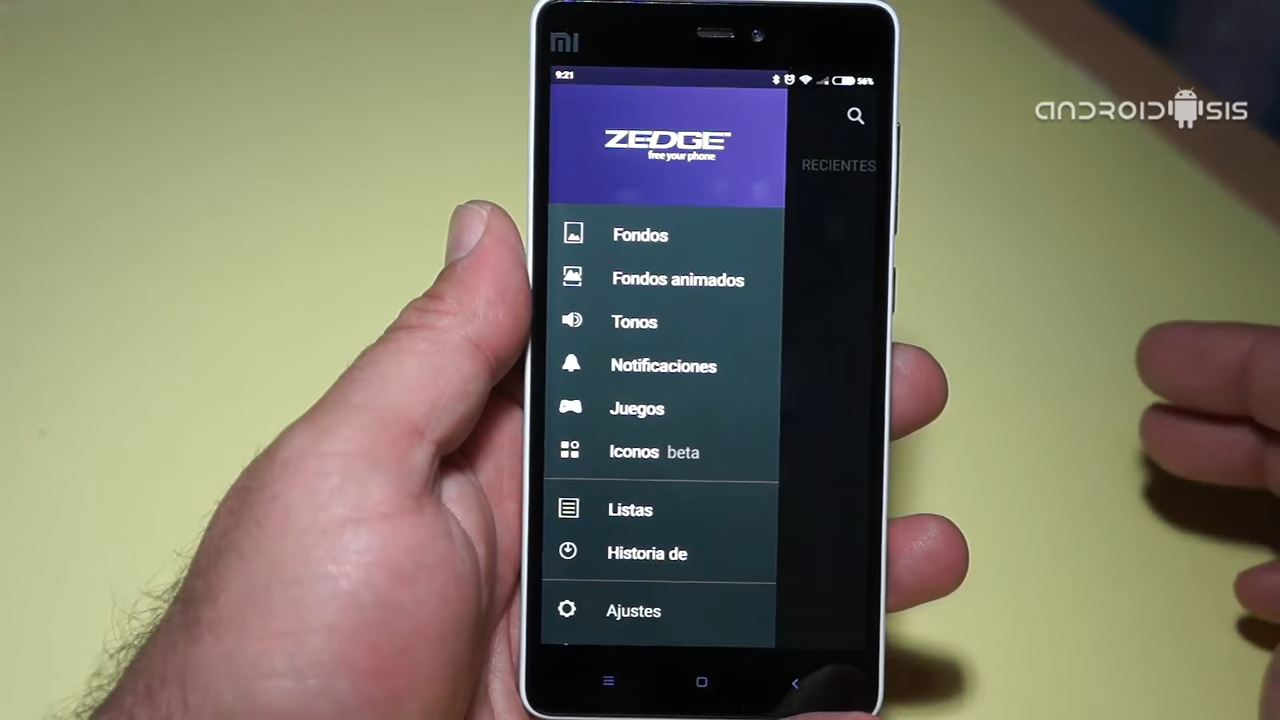 mi
9:21
56%
ANDROIDSIS
ZEDGE
free your phone
RECIENTES
Fondos
Fondos animados
Tonos
Notificaciones
Juegos
Iconos beta
Listas
Historia de
Ajustes